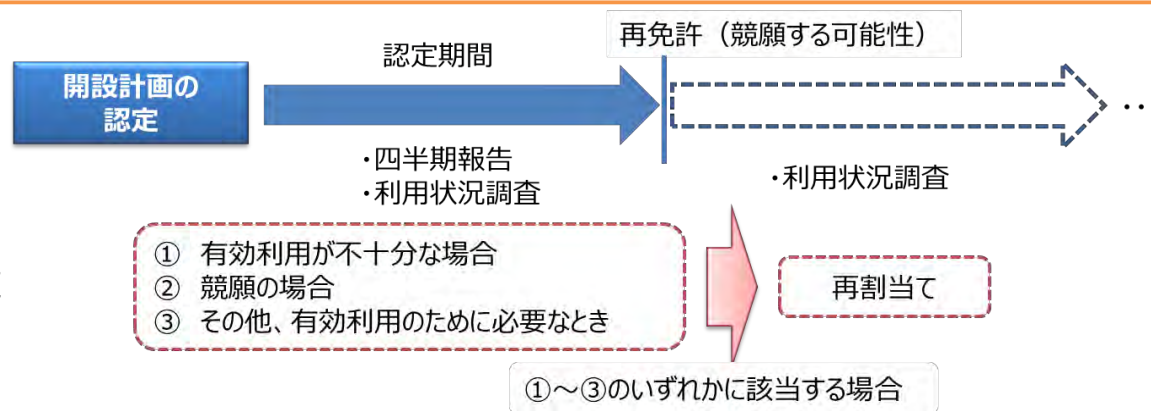 再免許（競願する可能性）
認定期間
開設計画の
認定
‥
・四半期報告
・利用状況調査
・利用状況調査
① 有効利用が不十分な場合
② 競願の場合
③ その他、有効利用のために必要なとき
再割当て
①～③のいずれかに該当する場合